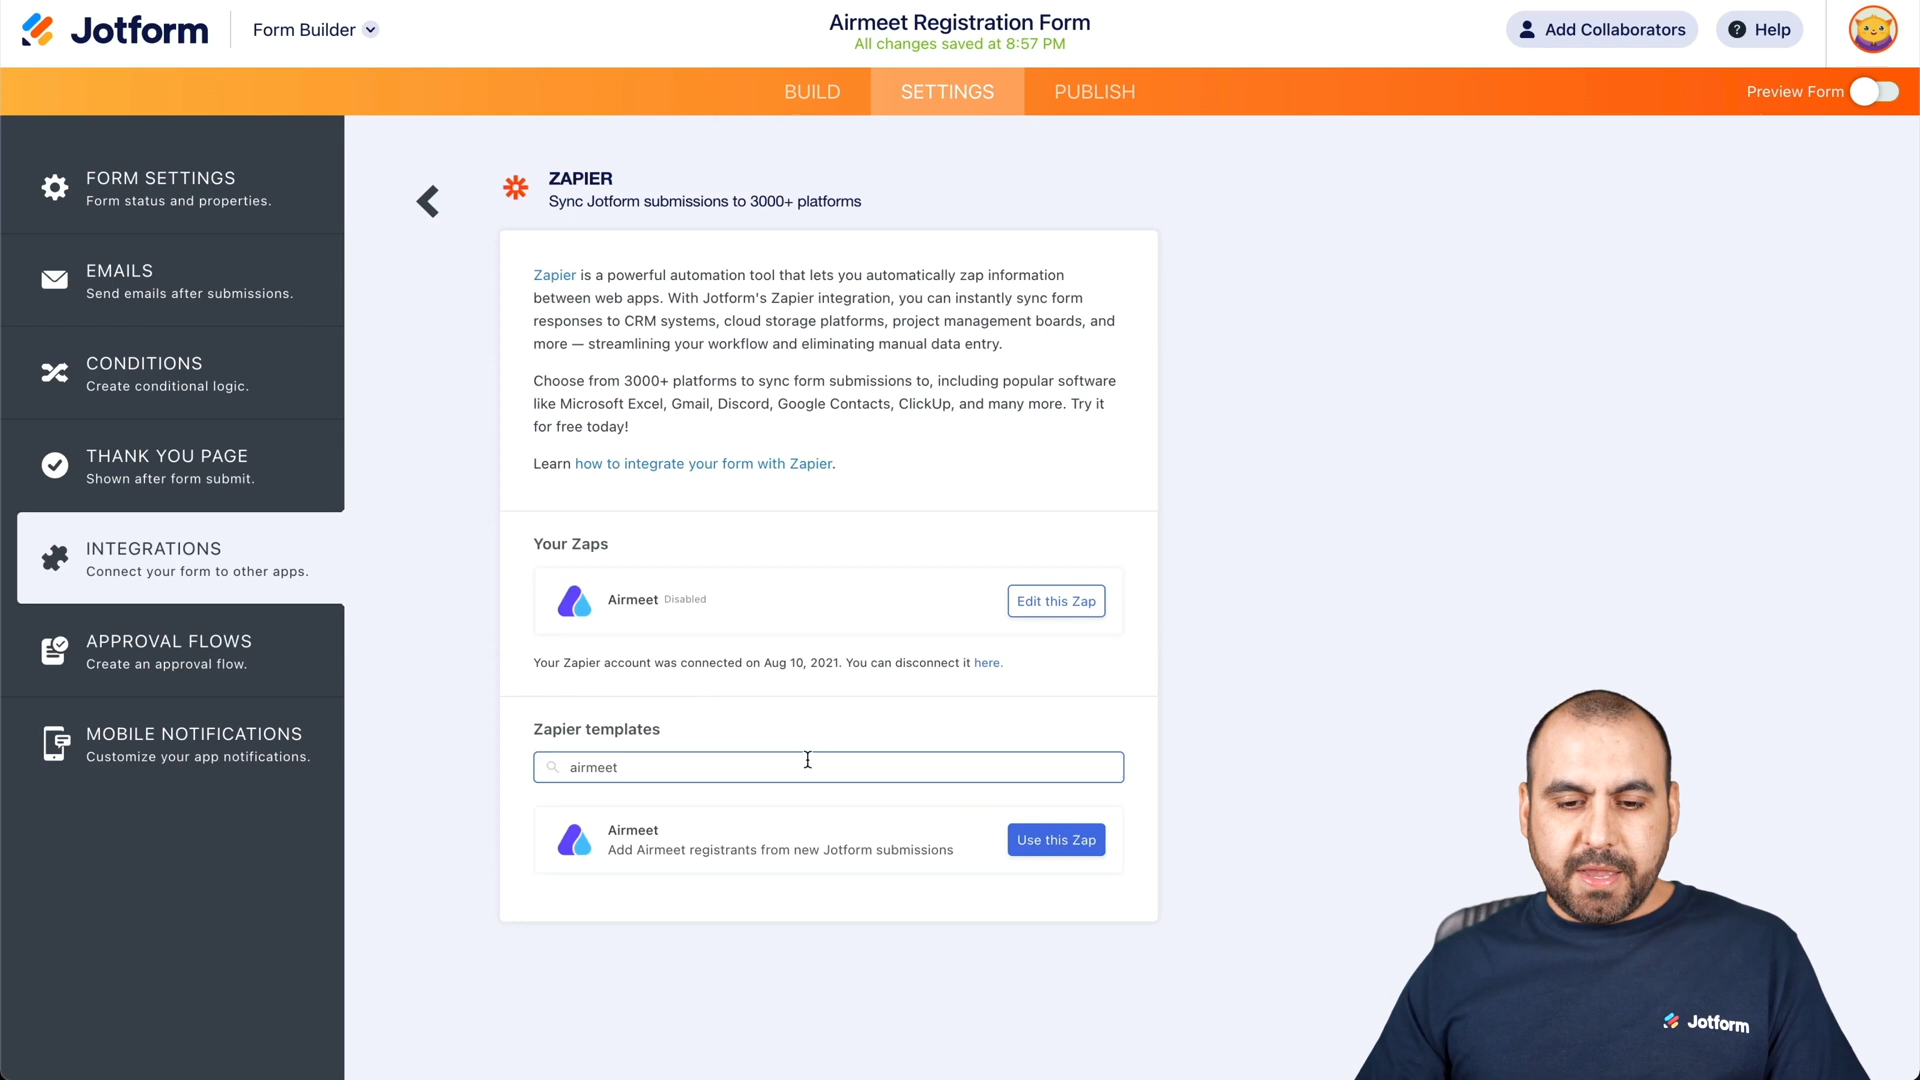 Jotform
Form Builder
Airmeet Registration Form
All changes saved at 8:57 PM
Add Collaborators
Help
BUILD
SETTINGS
PUBLISH
Preview Form
FORM SETTINGS
Form status and properties.
EMAILS
Send emails after submissions.
CONDITIONS
Create conditional logic.
THANK YOU PAGE
Shown after form submit.
INTEGRATIONS
Connect your form to other apps.
APPROVAL FLOWS
Create an approval flow.
MOBILE NOTIFICATIONS
Customize your app notifications.
ZAPIER
Sync Jotform submissions to 3000+ platforms
Zapier is a powerful automation tool that lets you automatically zap information
between web apps. With Jotform's Zapier integration, you can instantly sync form
responses to CRM systems, cloud storage platforms, project management boards, and
more — streamlining your workflow and eliminating manual data entry.
Choose from 3000+ platforms to sync form submissions to, including popular software
like Microsoft Excel, Gmail, Discord, Google Contacts, ClickUp, and many more. Try it
for free today!
Learn how to integrate your form with Zapier.
Your Zaps
Airmeet Disabled
Edit this Zap
Your Zapier account was connected on Aug 10, 2021. You can disconnect it here.
Zapier templates
airmeet
Airmeet
Add Airmeet registrants from new Jotform submissions
Use this Zap
Jotform